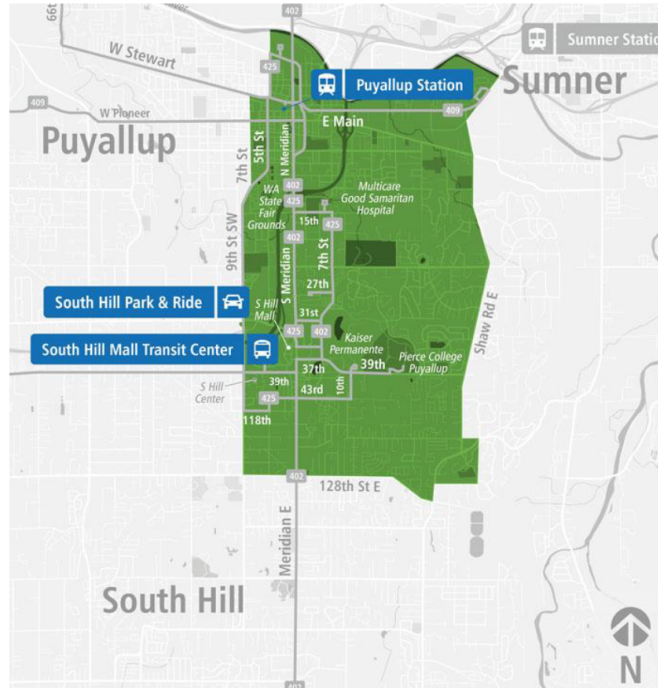 402
66th
W Stewart
425
Puyallup Station
Sumner
409
W Pioneer
E Main
409
Puyallup
7th St
5th St
N Meridian
402
WA
State
Fair
Grounds
425
Multicare
Good Samaritan
Hospital
15th
425
402
9th St SW
S Meridian
7th St
27th
South Hill Park & Ride
S Hill
Mall
31st
Shaw Rd E
425
402
Kaiser
Permanente
South Hill Mall Transit Center
Pierce College
Puyallup
37th
39th
S Hill
Center
39th
43rd
10th
425
118th
402
128th St E
Meridian E
South Hill
N
402